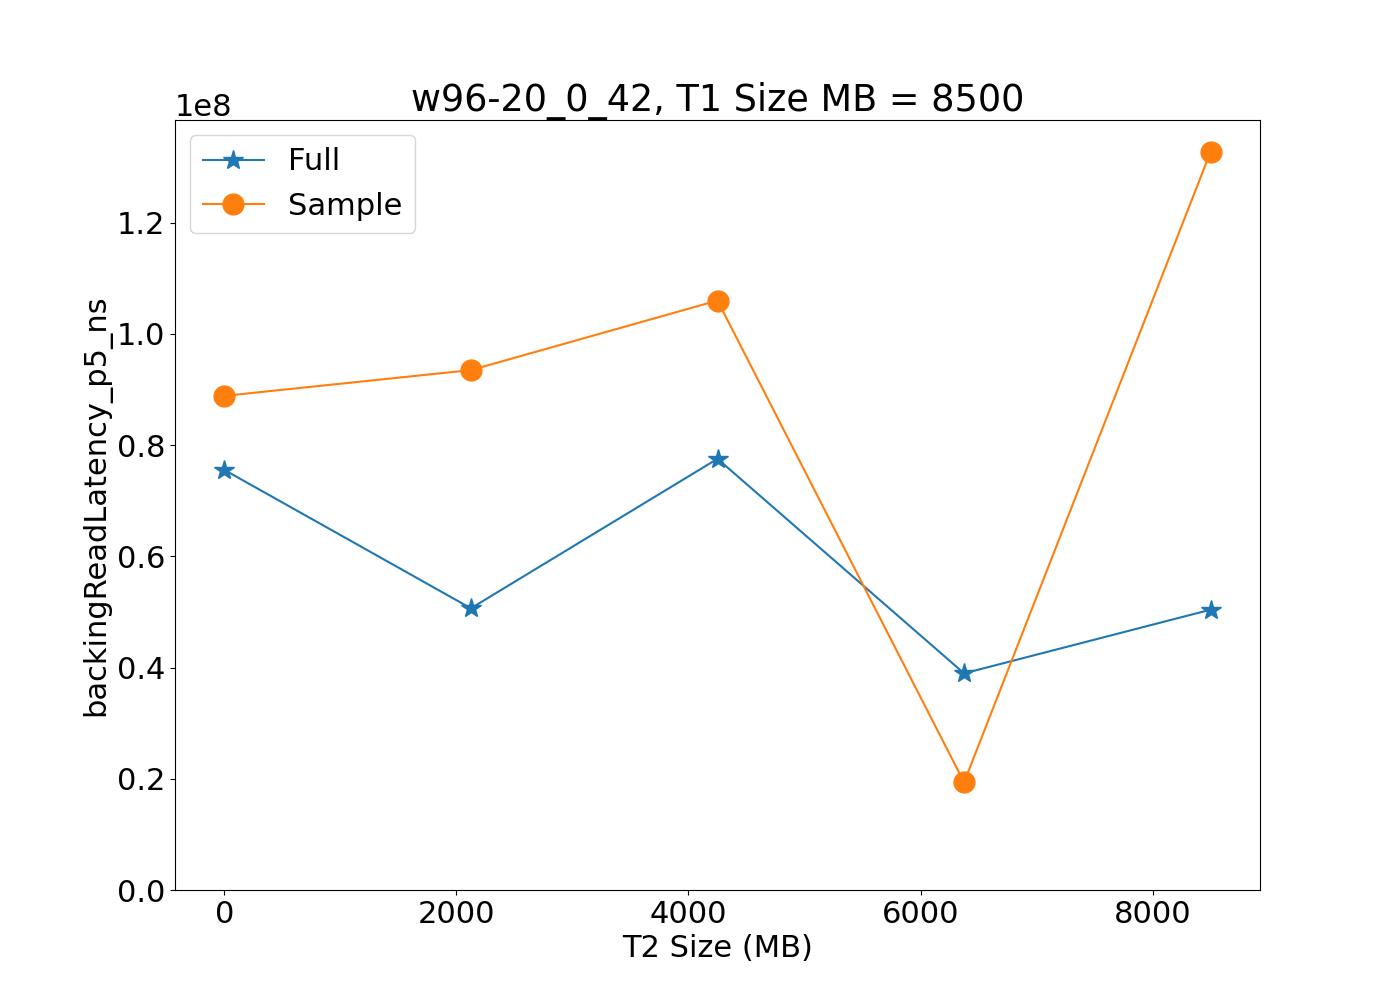 w96-20_0_42, T1 Size MB = 8500
1e8
Full
Sample
1.2
1.0
0.8
0.6
0.4
0.2
0.0
backingReadLatency_p5_ns
0 2000 4000 6000 8000
T2 Size (MB)